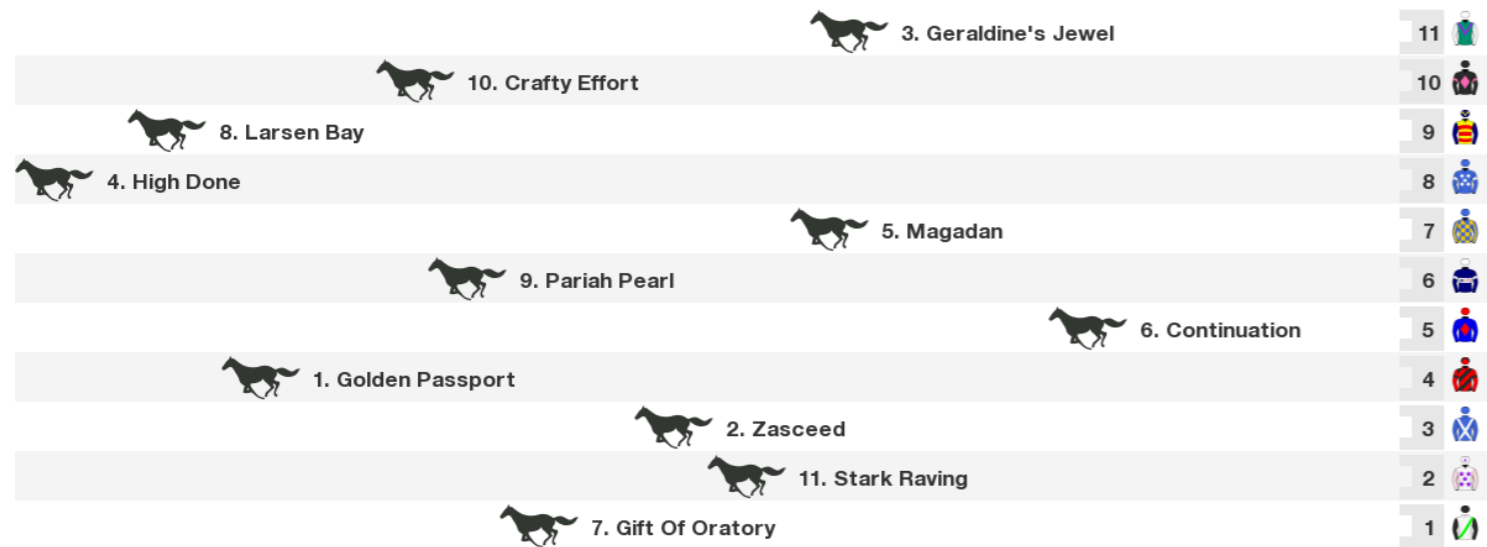 3. Geraldine's Jewel 11
10. Crafty Effort 10
8. Larsen Bay 9
4. High Done 8
5. Magadan 7
9. Pariah Pearl 6
6. Continuation 5
1. Golden Passport 4
2. Zasceed 3
11. Stark Raving 2
7. Gift Of Oratory 1